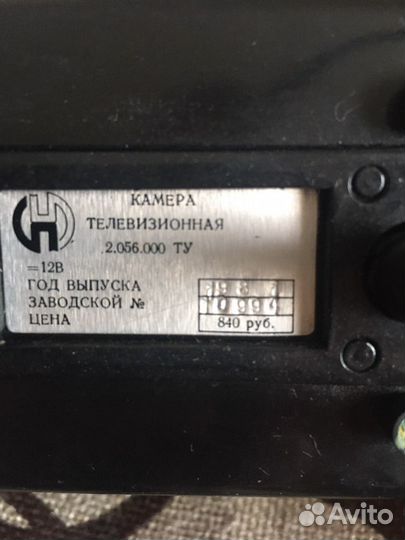 КАМЕРА
ТЕЛЕВИЗИОННАЯ
2.056.000 ТУ
=12В
ГОД ВЫПУСКА
ЗАВОДСКОЙ №
ЦЕНА 840 руб.
Avito